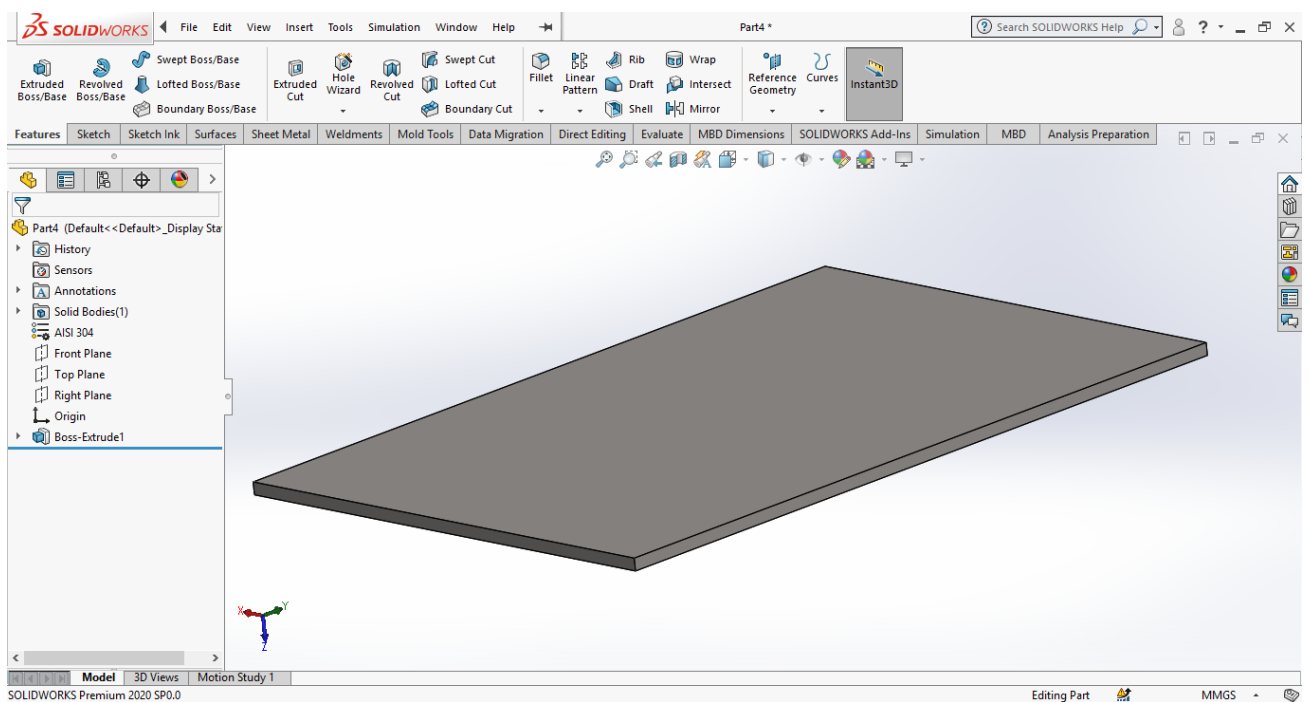 SOLIDWORKS File Edit View Insert Tools Simulation Window Help Part4 * Search SOLIDWORKS Help ?
Extruded Boss/Base
Revolved Boss/Base
Swept Boss/Base
Lofted Boss/Base
Boundary Boss/Base
Extruded Cut
Hole Wizard
Revolved Cut
Swept Cut
Lofted Cut
Boundary Cut
Fillet
Linear Pattern
Rib
Draft
Shell
Wrap
Intersect
Mirror
Reference Geometry
Curves
Instant3D
Features Sketch Sketch Ink Surfaces Sheet Metal Weldments Mold Tools Data Migration Direct Editing Evaluate MBD Dimensions SOLIDWORKS Add-Ins Simulation MBD Analysis Preparation
Part4 (Default<<Default>_Display Sta
History
Sensors
Annotations
Solid Bodies(1)
AISI 304
Front Plane
Top Plane
Right Plane
Origin
Boss-Extrude1
X Y
Z
Model 3D Views Motion Study 1
SOLIDWORKS Premium 2020 SP0.0 Editing Part MMGS